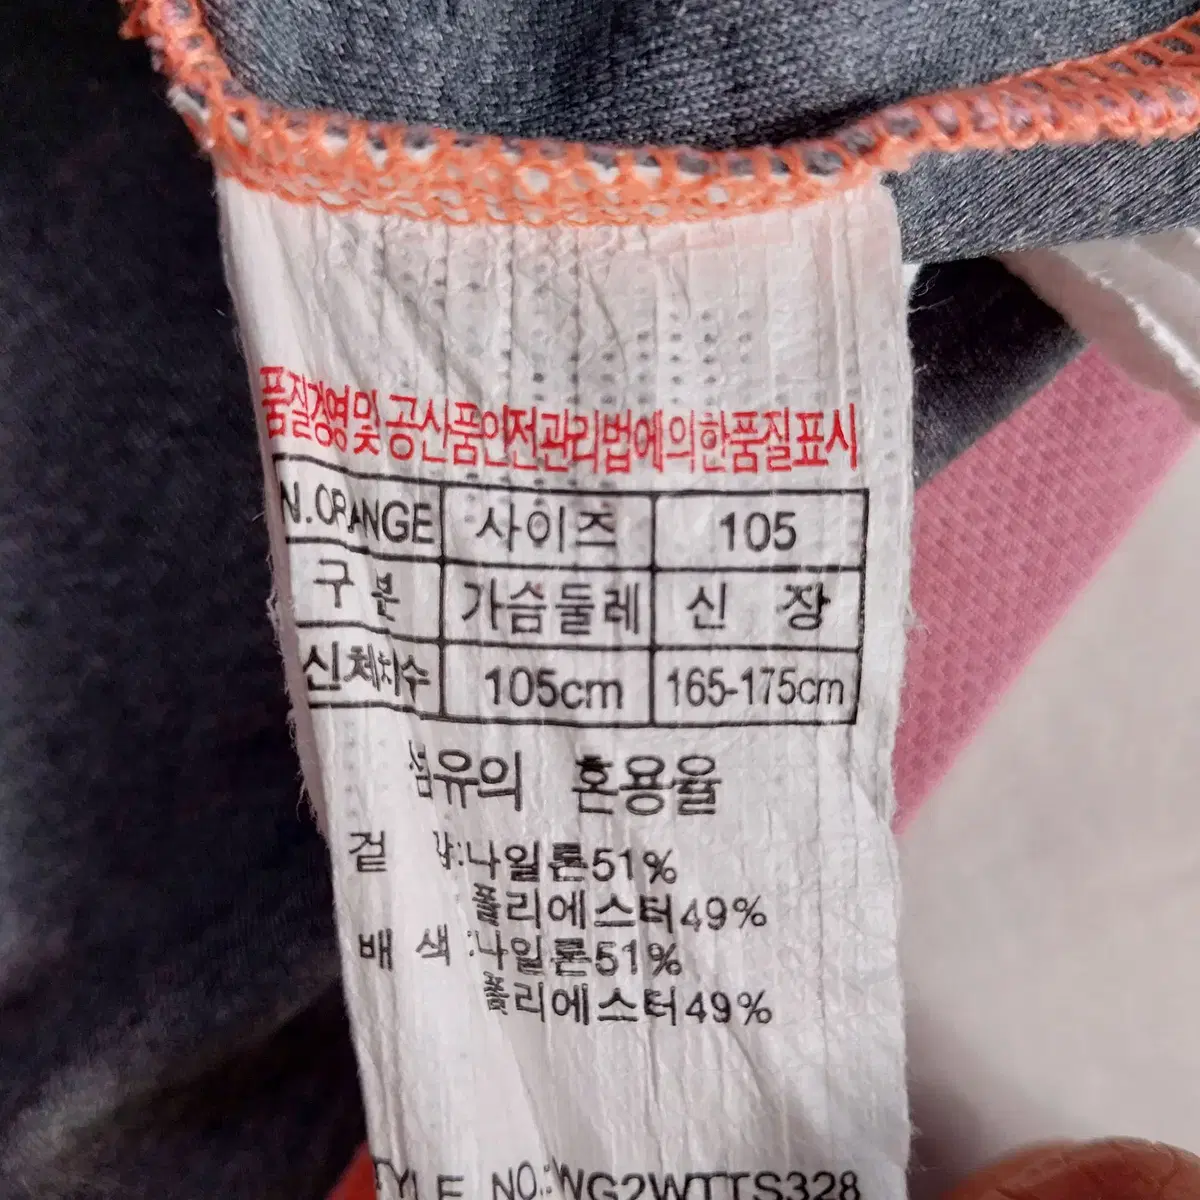 품질경영및 공산품안전관리법에의한품질표시
N.ORANGE 사이즈 105
구 분 가슴둘레 신 장
신체치수 105cm 165-175cm
섬유의 혼용율
겉 감:나일론51%
폴리에스터49%
배 색:나일론51%
폴리에스터49%
STYLE NO.:WG2WTTS328